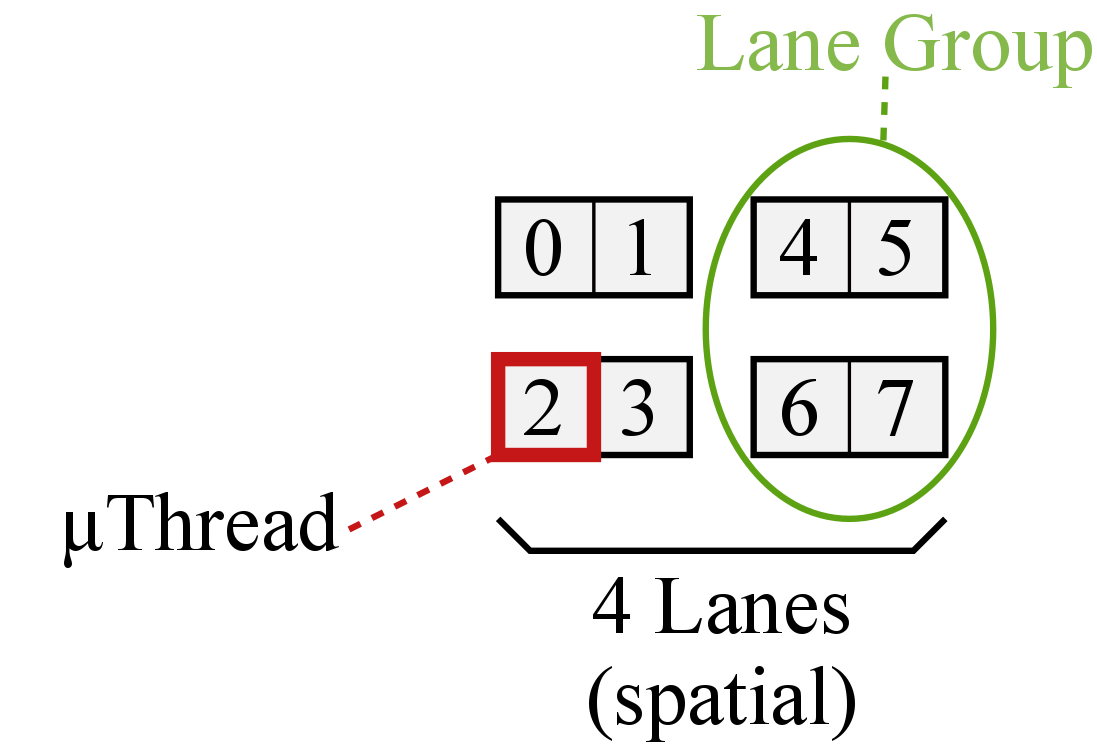 Lane Group
0 1 4 5
2 3 6 7
μThread
4 Lanes
(spatial)